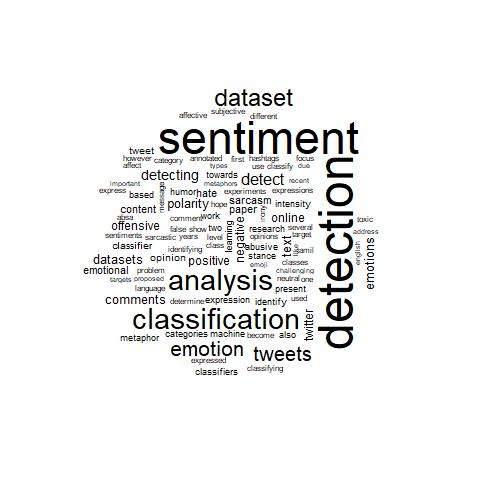 dataset
affective subjective different
sentiment
tweet
however category annotated first hashtags focus
affect types use classify due
detecting towards detect recent
important message metaphors
express based humor hate experiments expressions
polarity hope sarcasm intensity
content paper irony
absa comment work online target toxic
offensive false show two research several address
sentiments sarcastic years level learning negative opinions text like tamil english emotions
classifier identifying class abusive
datasets opinion positive stance classes
emotional problem emoji challenging
targets proposed analysis neutral one
language present
comments determine expression identify used
classification twitter
detection
metaphor categories machine become also
emotion tweets
expressed
classifiers classifying